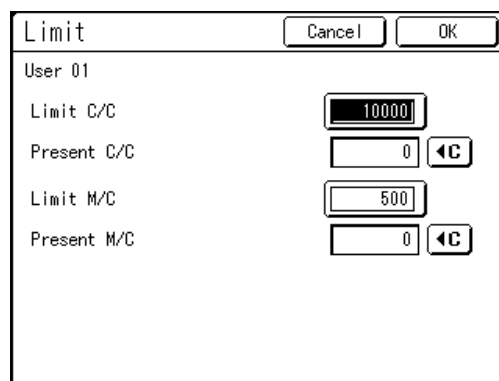 Limit Cancel OK
User 01
Limit C/C 10000
Present C/C 0 ◀C
Limit M/C 500
Present M/C 0 ◀C